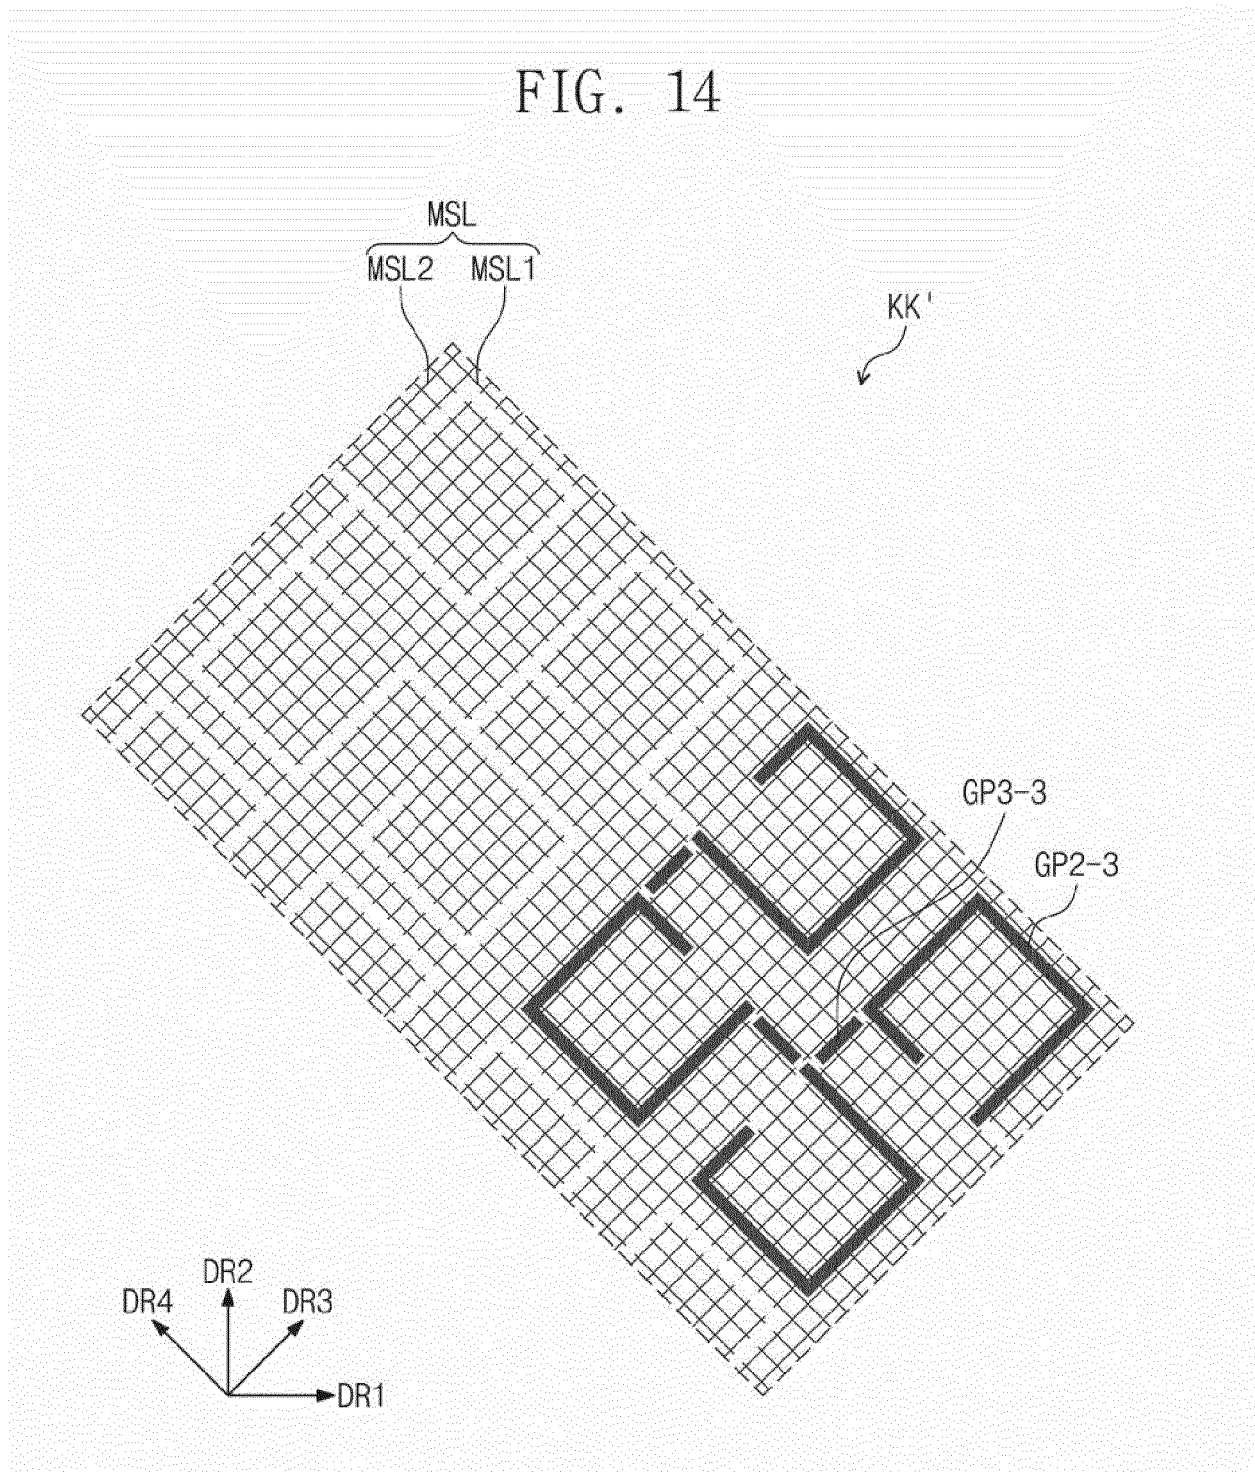 FIG. 14
MSL
MSL2 MSL1
KK'
GP3-3
GP2-3
DR2
DR4 DR3
DR1